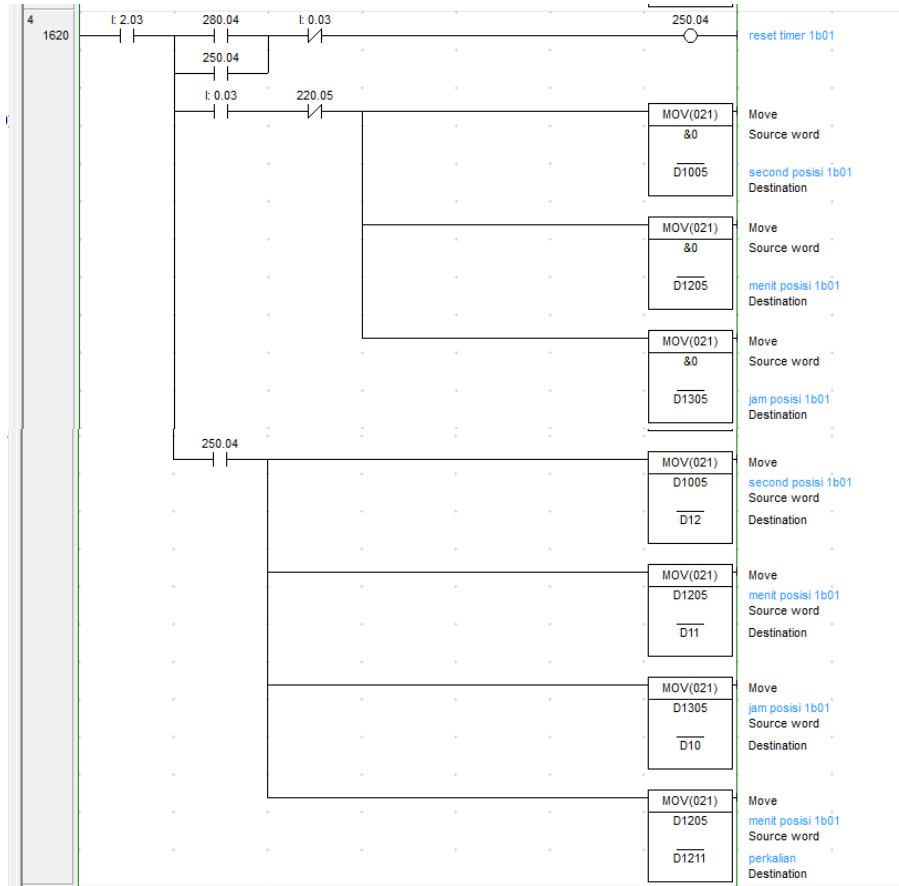 4
1620
I: 2.03
280.04
I: 0.03
250.04
reset timer 1b01
250.04
I: 0.03
220.05
MOV(021)
Move
&0
Source word
D1005
second posisi 1b01
Destination
MOV(021)
Move
&0
Source word
D1205
menit posisi 1b01
Destination
MOV(021)
Move
&0
Source word
D1305
jam posisi 1b01
Destination
250.04
MOV(021)
Move
D1005
second posisi 1b01
Source word
D12
Destination
MOV(021)
Move
D1205
menit posisi 1b01
Source word
D11
Destination
MOV(021)
Move
D1305
jam posisi 1b01
Source word
D10
Destination
MOV(021)
Move
D1205
menit posisi 1b01
Source word
D1211
perkalian
Destination